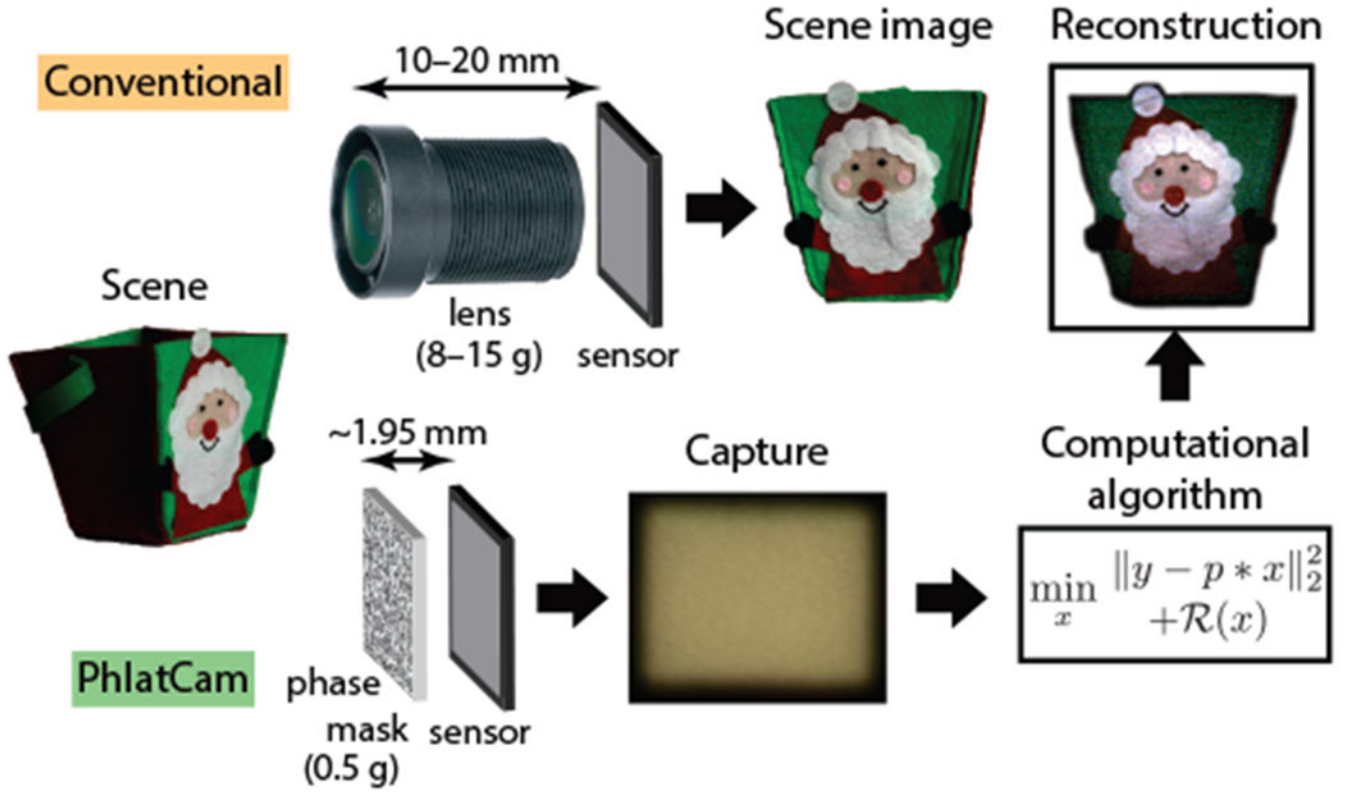 Conventional
10–20 mm
lens
(8–15 g)
sensor
Scene image
Reconstruction
Scene
PhlatCam
~1.95 mm
phase
mask
(0.5 g)
sensor
Capture
Computational
algorithm
min_x ‖y − p ∗ x‖₂²
+ℛ(x)